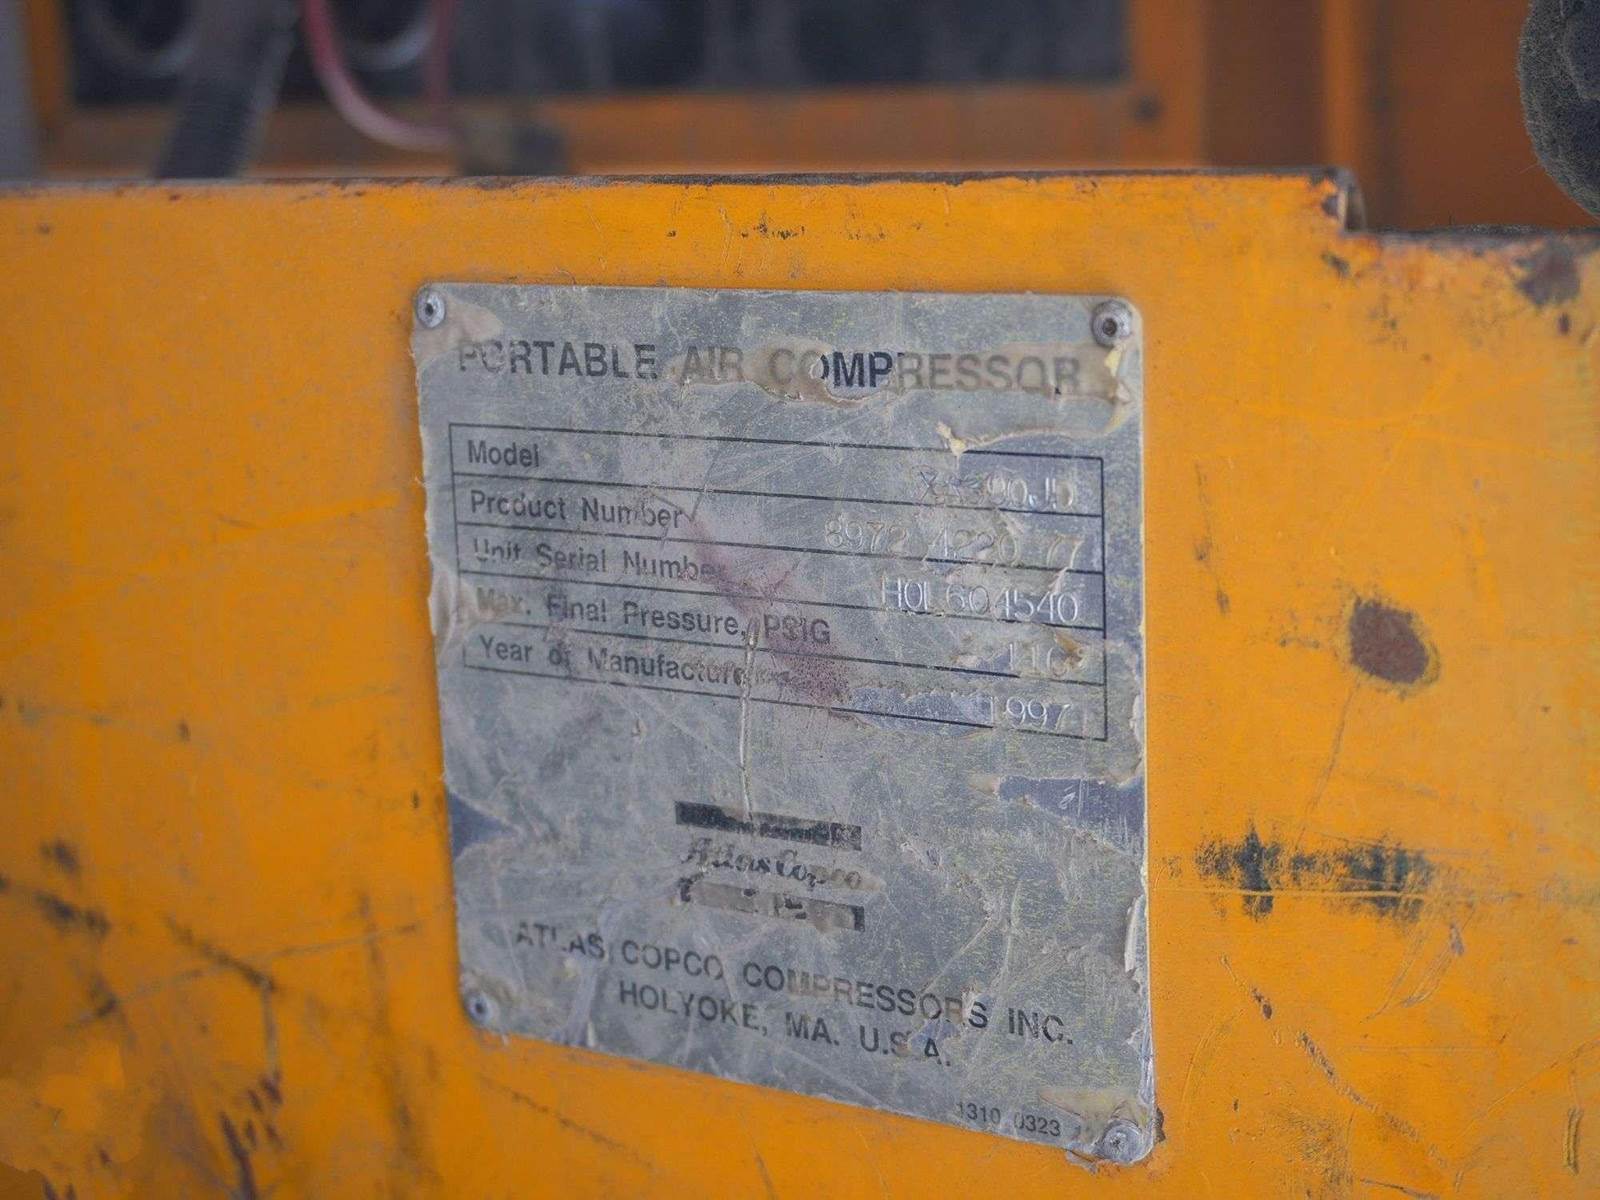 PORTABLE AIR COMPRESSOR
Model
Product Number 8972 4220 77
Unit Serial Number HOL604540
Max. Final Pressure, PSIG
Year of Manufacture 1997
Atlas Copco
ATLAS COPCO COMPRESSORS INC.
HOLYOKE, MA. U.S.A.
1310 0323